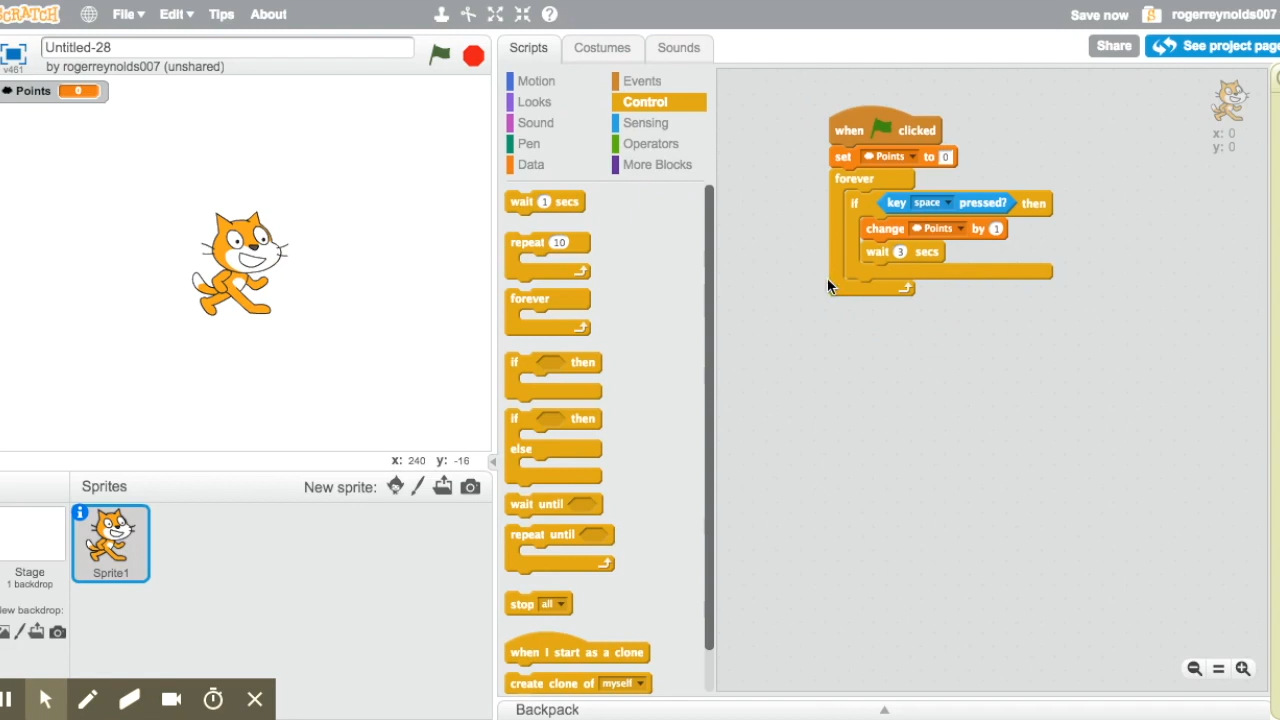 SCRATCH File Edit Tips About Save now rogerreynolds007
Untitled-28
by rogerreynolds007 (unshared)
v461
Scripts Costumes Sounds
Share See project page
Points 0
Motion Events
Looks Control
Sound Sensing
Pen Operators
Data More Blocks
wait 1 secs
repeat 10
forever
if then
if then
else
wait until
repeat until
stop all
when I start as a clone
create clone of myself
when clicked
set Points to 0
forever
if key space pressed? then
change Points by 1
wait 3 secs
x: 0
y: 0
x: 240 y: -16
Sprites New sprite:
Sprite1
Stage
1 backdrop
backdrop:
Backpack